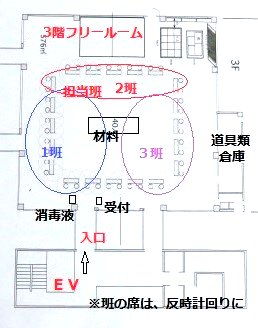 3階フリールーム
3F
担当班 2班
材料
40
1班
3班
道具類
倉庫
消毒液
受付
入口
EV
※班の席は、反時計回りに